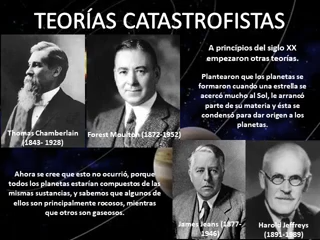 TEORÍAS CATASTROFISTAS
A principios del siglo XX
empezaron otras teorías.
Plantearon que los planetas se
formaron cuando una estrella se
acercó mucho al Sol, le arrancó
parte de su materia y ésta se
condensó para dar origen a los
planetas.
Thomas Chamberlain
(1843- 1928)
Forest Moulton (1872-1952)
Ahora se cree que esto no ocurrió, porque
todos los planetas estarían compuestos de las
mismas sustancias, y sabemos que algunos de
ellos son principalmente rocosos, mientras
que otros son gaseosos.
James Jeans (1877-
1946)
Harold Jeffreys
(1891-1989)